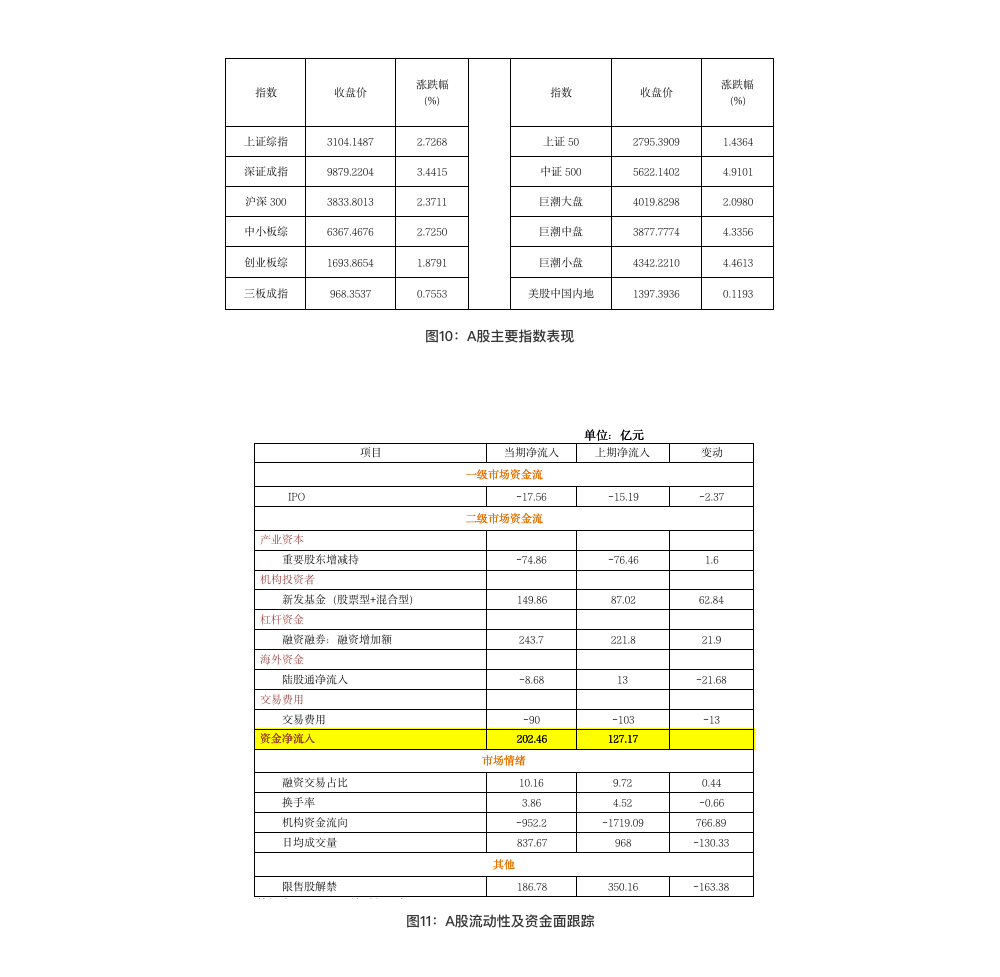 指数 收盘价 涨跌幅 (%) 指数 收盘价 涨跌幅 (%)
上证综指 3104.1487 2.7268 上证 50 2795.3909 1.4364
深证成指 9879.2204 3.4415 中证 500 5622.1402 4.9101
沪深 300 3833.8013 2.3711 巨潮大盘 4019.8298 2.0980
中小板综 6367.4676 2.7250 巨潮中盘 3877.7774 4.3356
创业板综 1693.8654 1.8791 巨潮小盘 4342.2210 4.4613
三板成指 968.3537 0.7553 美股中国内地 1397.3936 0.1193
图10：A股主要指数表现
单位：亿元
项目 当期净流入 上期净流入 变动
一级市场资金流
IPO -17.56 -15.19 -2.37
二级市场资金流
产业资本
重要股东增减持 -74.86 -76.46 1.6
机构投资者
新发基金（股票型+混合型） 149.86 87.02 62.84
杠杆资金
融资融券：融资增加额 243.7 221.8 21.9
海外资金
陆股通净流入 -8.68 13 -21.68
交易费用
交易费用 -90 -103 -13
资金净流入 202.46 127.17
市场情绪
融资交易占比 10.16 9.72 0.44
换手率 3.86 4.52 -0.66
机构资金流向 -952.2 -1719.09 766.89
日均成交量 837.67 968 -130.33
其他
限售股解禁 186.78 350.16 -163.38
图11：A股流动性及资金面跟踪